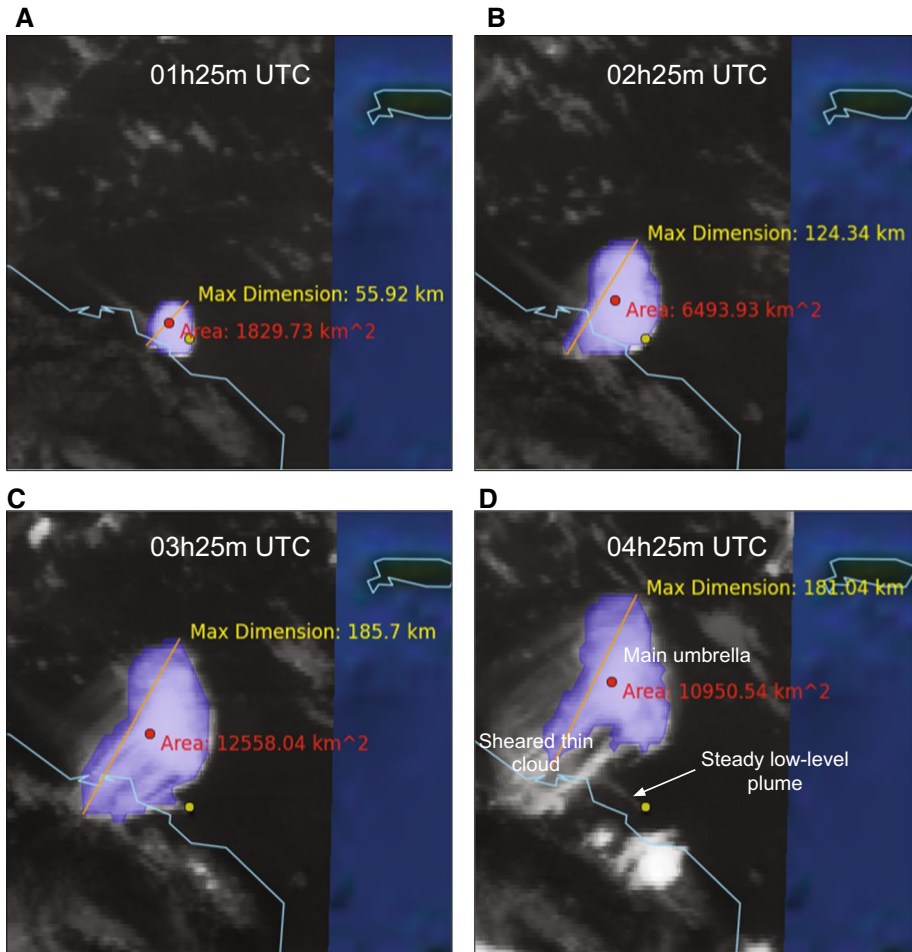 A
01h25m UTC
Max Dimension: 55.92 km
Area: 1829.73 km^2
B
02h25m UTC
Max Dimension: 124.34 km
Area: 6493.93 km^2
C
03h25m UTC
Max Dimension: 185.7 km
Area: 12558.04 km^2
D
04h25m UTC
Max Dimension: 181.04 km
Main umbrella
Area: 10950.54 km^2
Sheared thin
cloud
Steady low-level
plume